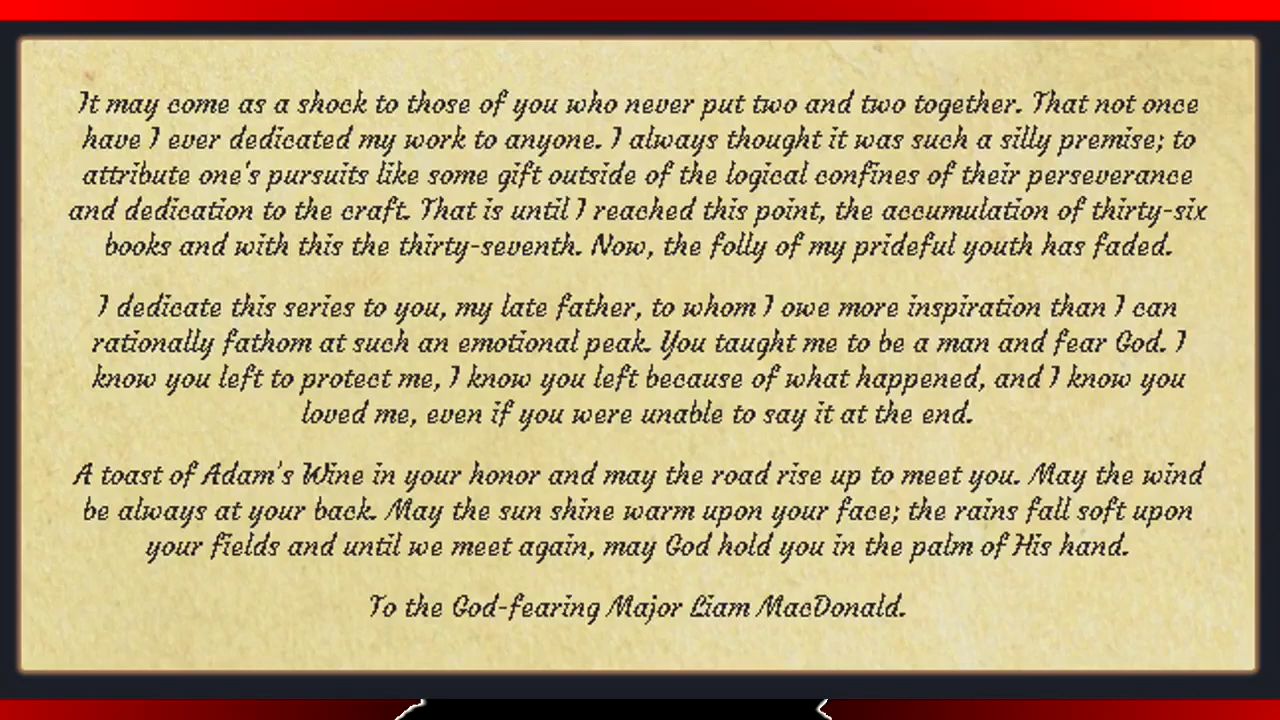 It may come as a shock to those of you who never put two and two together. That not once
have I ever dedicated my work to anyone. I always thought it was such a silly premise; to
attribute one's pursuits like some gift outside of the logical confines of their perseverance
and dedication to the craft. That is until I reached this point, the accumulation of thirty-six
books and with this the thirty-seventh. Now, the folly of my prideful youth has faded.
I dedicate this series to you, my late father, to whom I owe more inspiration than I can
rationally fathom at such an emotional peak. You taught me to be a man and fear God. I
know you left to protect me, I know you left because of what happened, and I know you
loved me, even if you were unable to say it at the end.
A toast of Adam's Wine in your honor and may the road rise up to meet you. May the wind
be always at your back. May the sun shine warm upon your face; the rains fall soft upon
your fields and until we meet again, may God hold you in the palm of His hand.
To the God-fearing Major Liam MacDonald.